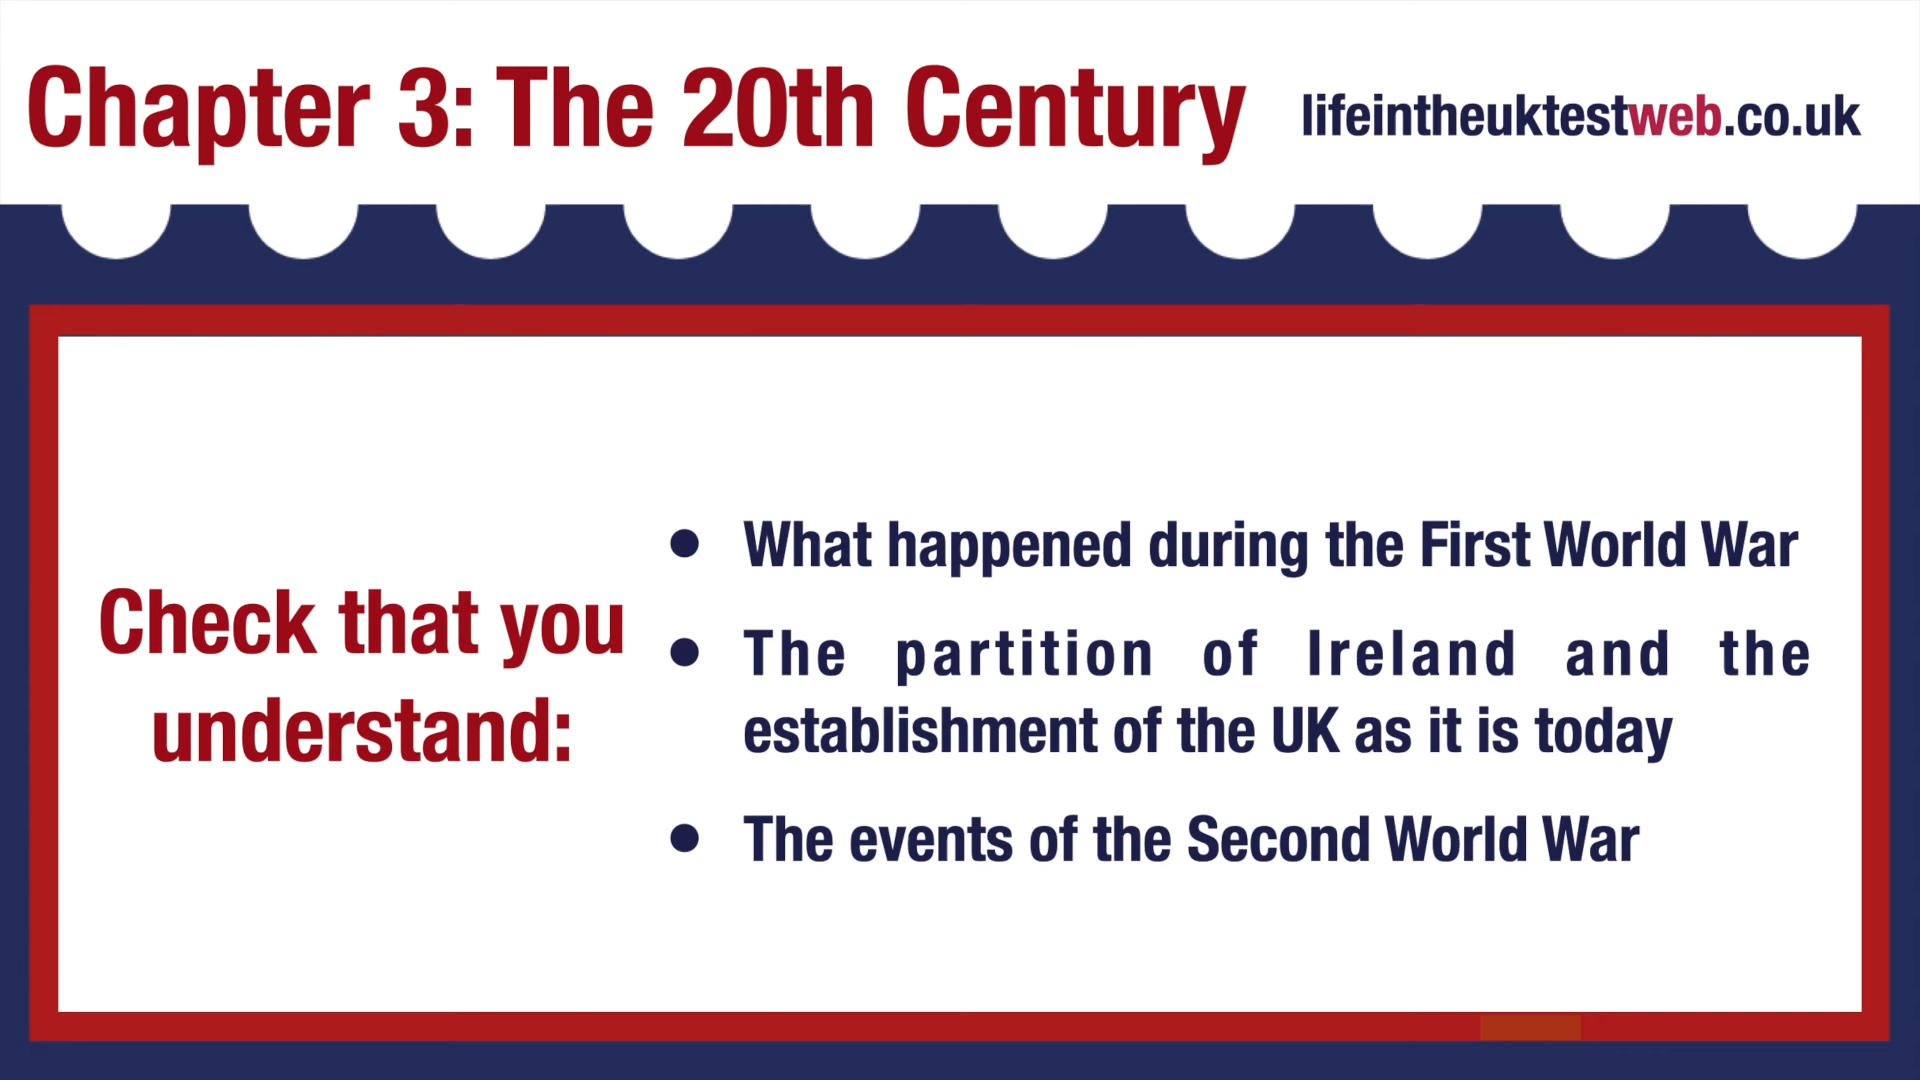 Chapter 3: The 20th Century
lifeintheuktestweb.co.uk
Check that you
understand:
• What happened during the First World War
• The partition of Ireland and the
establishment of the UK as it is today
• The events of the Second World War